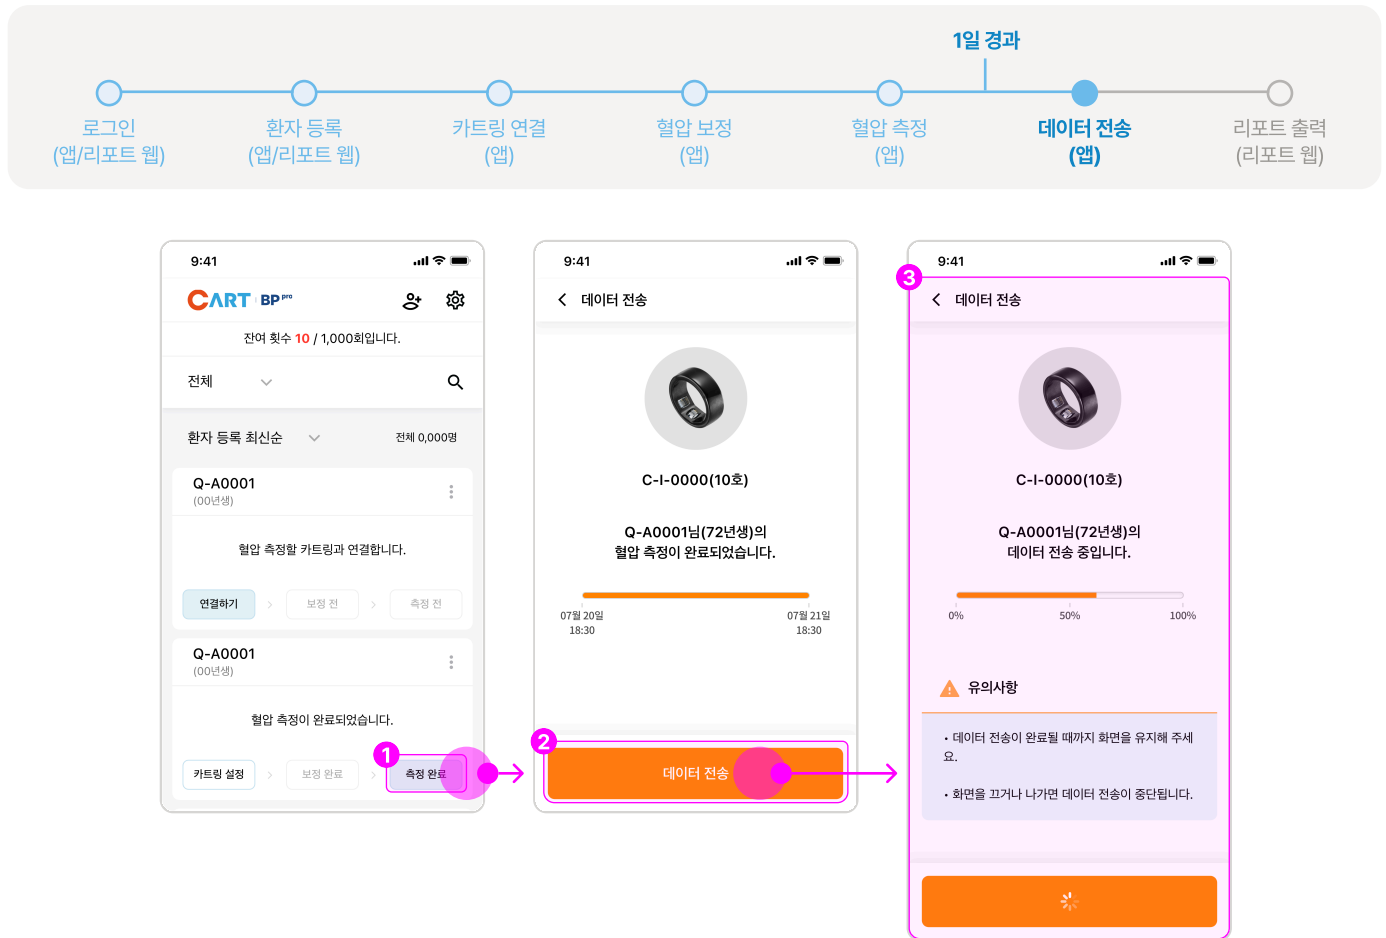 1일 경과
로그인
(앱/리포트 웹)
환자 등록
(앱/리포트 웹)
카트링 연결
(앱)
혈압 보정
(앱)
혈압 측정
(앱)
데이터 전송
(앱)
리포트 출력
(리포트 웹)
9:41
CART BP pro
잔여 횟수 10 / 1,000회입니다.
전체
환자 등록 최신순
전체 0,000명
Q-A0001
(00년생)
혈압 측정할 카트링과 연결합니다.
연결하기 > 보정 전 > 측정 전
Q-A0001
(00년생)
혈압 측정이 완료되었습니다.
1
카트링 설정 > 보정 완료 > 측정 완료
9:41
데이터 전송
C-I-0000(10호)
Q-A0001님(72년생)의
혈압 측정이 완료되었습니다.
07월 20일
18:30
07월 21일
18:30
2
데이터 전송
9:41
3
데이터 전송
C-I-0000(10호)
Q-A0001님(72년생)의
데이터 전송 중입니다.
0%
50%
100%
유의사항
• 데이터 전송이 완료될 때까지 화면을 유지해 주세
요.
• 화면을 끄거나 나가면 데이터 전송이 중단됩니다.